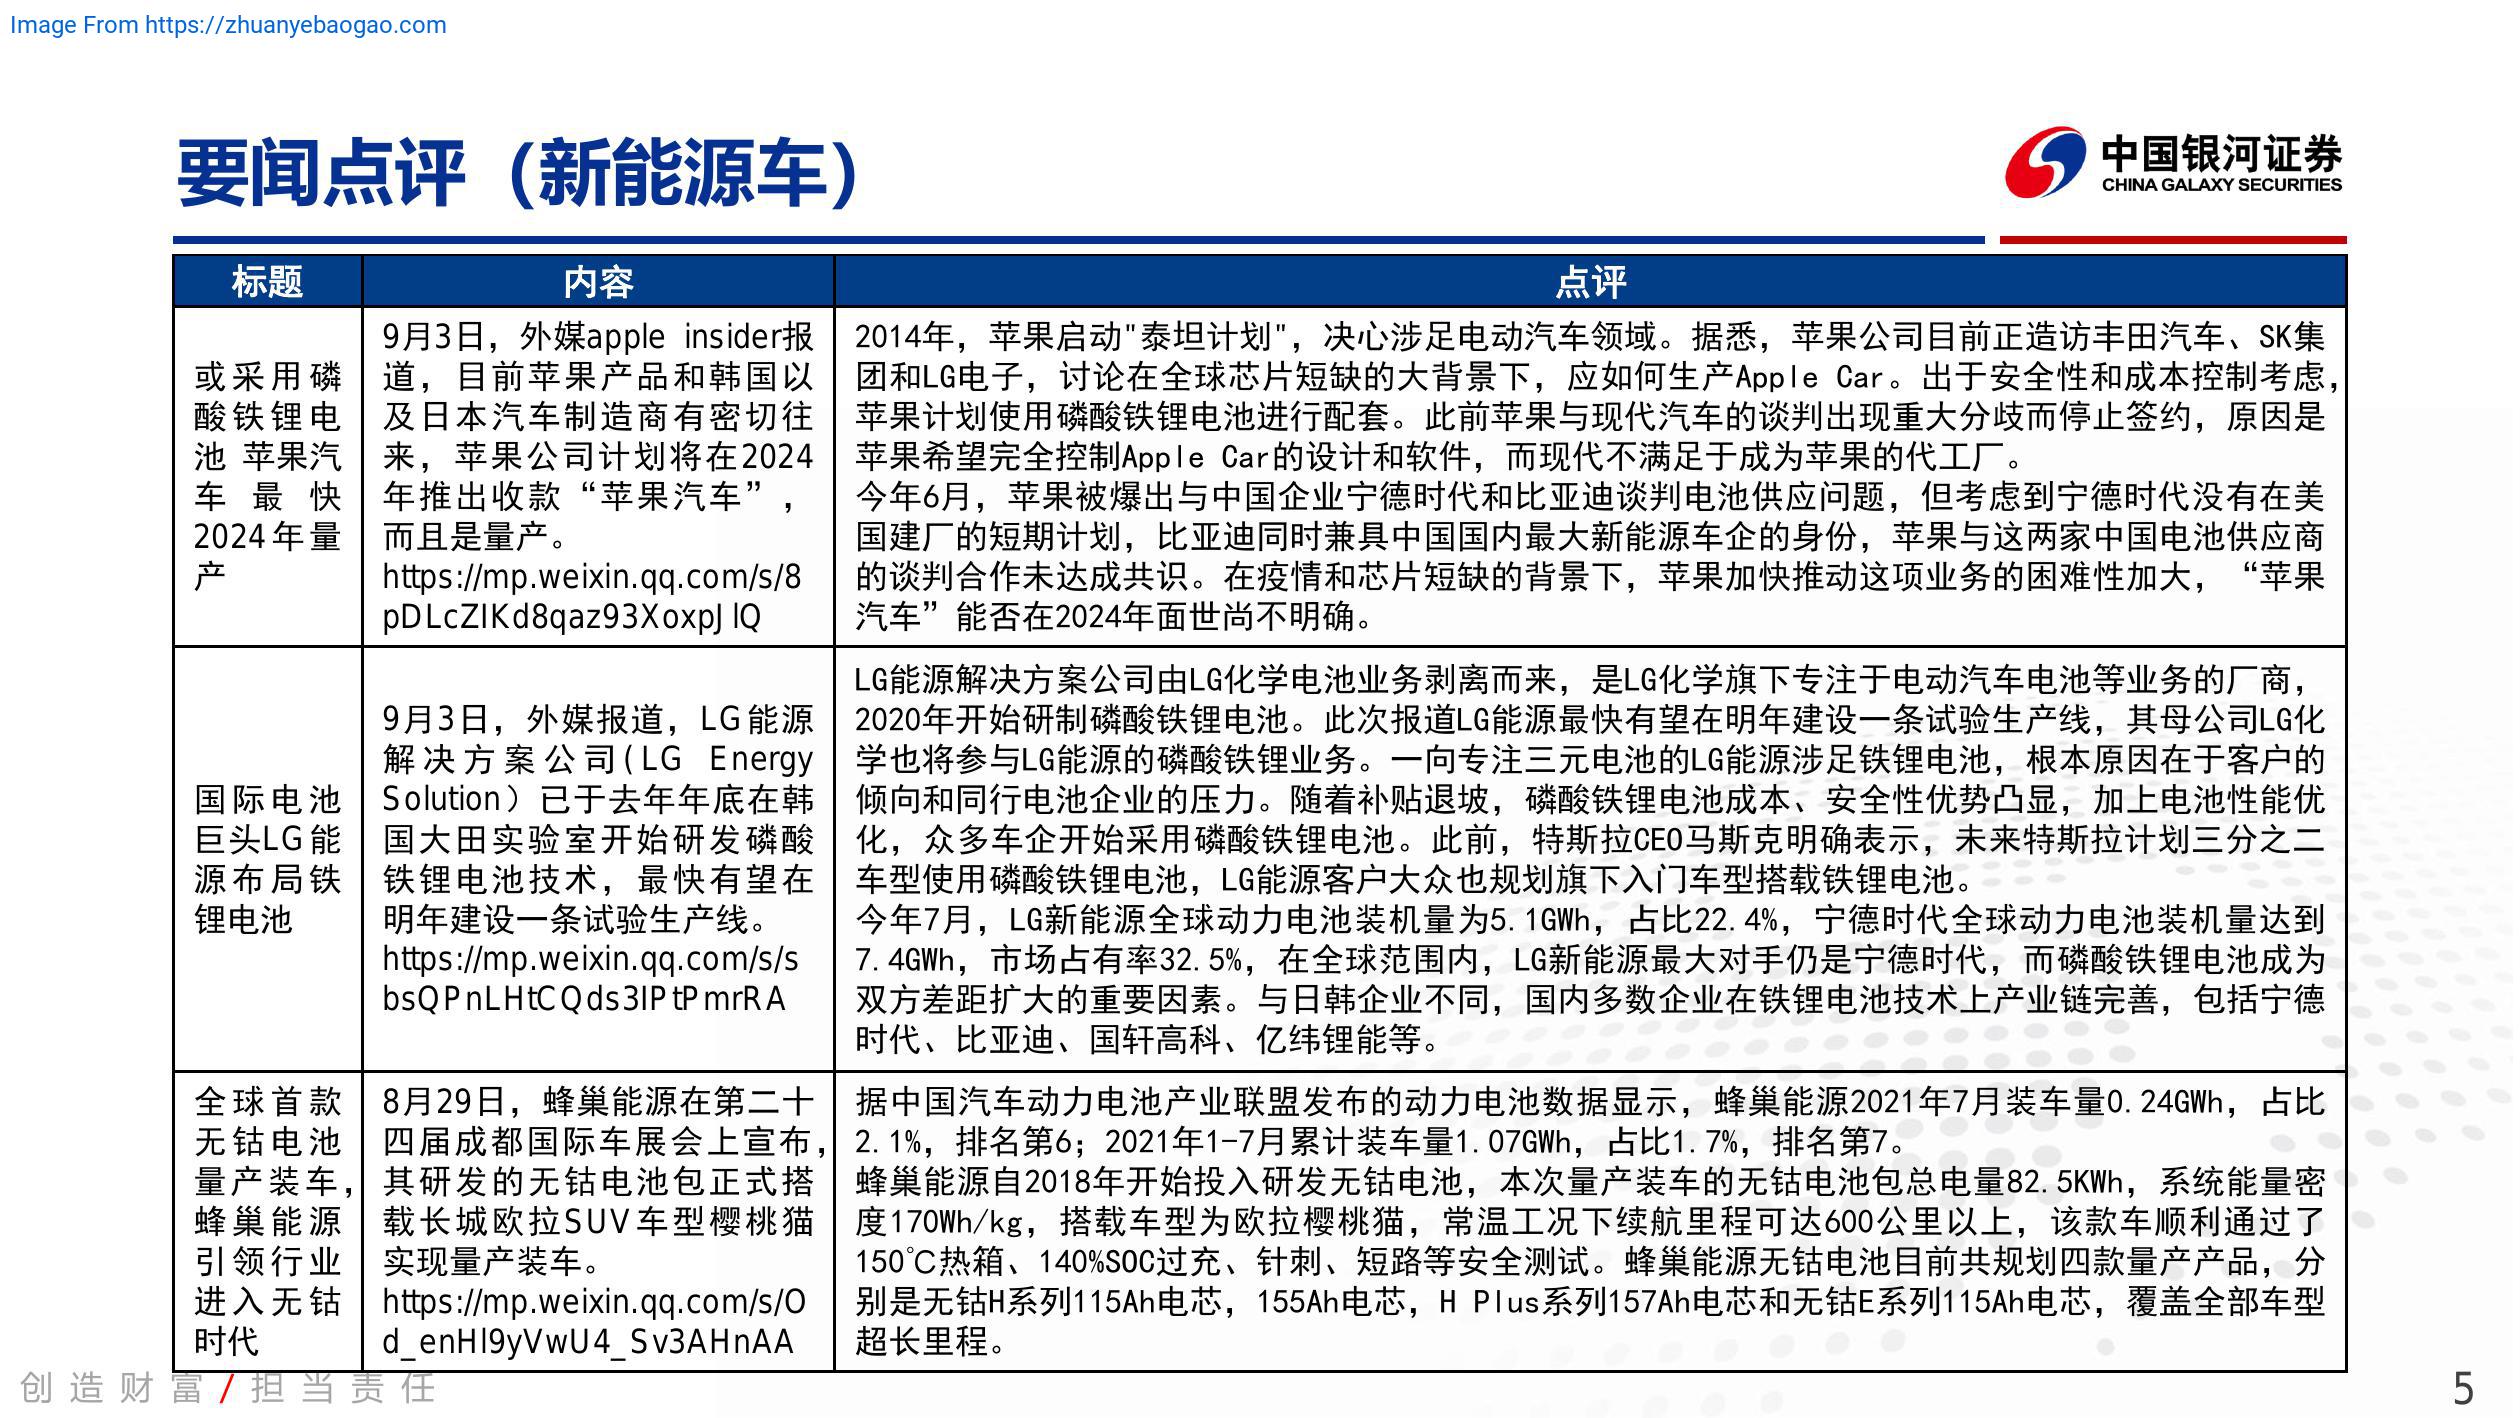 Image From https://zhuanyebaogao.com
要闻点评（新能源车）
中国银河证券
CHINA GALAXY SECURITIES
标题
内容
点评
或采用磷
酸铁锂电
池 苹果汽
车最快
2024年量
产
9月3日，外媒apple insider报
道，目前苹果产品和韩国以
及日本汽车制造商有密切往
来，苹果公司计划将在2024
年推出收款“苹果汽车”，
而且是量产。
https://mp.weixin.qq.com/s/8
pDLcZIKd8qaz93XoxpJlQ
2014年，苹果启动"泰坦计划"，决心涉足电动汽车领域。据悉，苹果公司目前正造访丰田汽车、SK集
团和LG电子，讨论在全球芯片短缺的大背景下，应如何生产Apple Car。出于安全性和成本控制考虑，
苹果计划使用磷酸铁锂电池进行配套。此前苹果与现代汽车的谈判出现重大分歧而停止签约，原因是
苹果希望完全控制Apple Car的设计和软件，而现代不满足于成为苹果的代工厂。
今年6月，苹果被爆出与中国企业宁德时代和比亚迪谈判电池供应问题，但考虑到宁德时代没有在美
国建厂的短期计划，比亚迪同时兼具中国国内最大新能源车企的身份，苹果与这两家中国电池供应商
的谈判合作未达成共识。在疫情和芯片短缺的背景下，苹果加快推动这项业务的困难性加大，“苹果
汽车”能否在2024年面世尚不明确。
国际电池
巨头LG能
源布局铁
锂电池
9月3日，外媒报道，LG能源
解决方案公司(LG Energy
Solution）已于去年年底在韩
国大田实验室开始研发磷酸
铁锂电池技术，最快有望在
明年建设一条试验生产线。
https://mp.weixin.qq.com/s/s
bsQPnLHtCQds3IPtPmrRA
LG能源解决方案公司由LG化学电池业务剥离而来，是LG化学旗下专注于电动汽车电池等业务的厂商，
2020年开始研制磷酸铁锂电池。此次报道LG能源最快有望在明年建设一条试验生产线，其母公司LG化
学也将参与LG能源的磷酸铁锂业务。一向专注三元电池的LG能源涉足铁锂电池，根本原因在于客户的
倾向和同行电池企业的压力。随着补贴退坡，磷酸铁锂电池成本、安全性优势凸显，加上电池性能优
化，众多车企开始采用磷酸铁锂电池。此前，特斯拉CEO马斯克明确表示，未来特斯拉计划三分之二
车型使用磷酸铁锂电池，LG能源客户大众也规划旗下入门车型搭载铁锂电池。
今年7月，LG新能源全球动力电池装机量为5.1GWh，占比22.4%，宁德时代全球动力电池装机量达到
7.4GWh，市场占有率32.5%，在全球范围内，LG新能源最大对手仍是宁德时代，而磷酸铁锂电池成为
双方差距扩大的重要因素。与日韩企业不同，国内多数企业在铁锂电池技术上产业链完善，包括宁德
时代、比亚迪、国轩高科、亿纬锂能等。
全球首款
无钴电池
量产装车，
蜂巢能源
引领行业
进入无钴
时代
8月29日，蜂巢能源在第二十
四届成都国际车展会上宣布，
其研发的无钴电池包正式搭
载长城欧拉SUV车型樱桃猫
实现量产装车。
https://mp.weixin.qq.com/s/O
d_enHl9yVwU4_Sv3AHnAA
据中国汽车动力电池产业联盟发布的动力电池数据显示，蜂巢能源2021年7月装车量0.24GWh，占比
2.1%，排名第6；2021年1-7月累计装车量1.07GWh，占比1.7%，排名第7。
蜂巢能源自2018年开始投入研发无钴电池，本次量产装车的无钴电池包总电量82.5KWh，系统能量密
度170Wh/kg，搭载车型为欧拉樱桃猫，常温工况下续航里程可达600公里以上，该款车顺利通过了
150℃热箱、140%SOC过充、针刺、短路等安全测试。蜂巢能源无钴电池目前共规划四款量产产品，分
别是无钴H系列115Ah电芯，155Ah电芯，H Plus系列157Ah电芯和无钴E系列115Ah电芯，覆盖全部车型
超长里程。
创造财富/担当责任
5